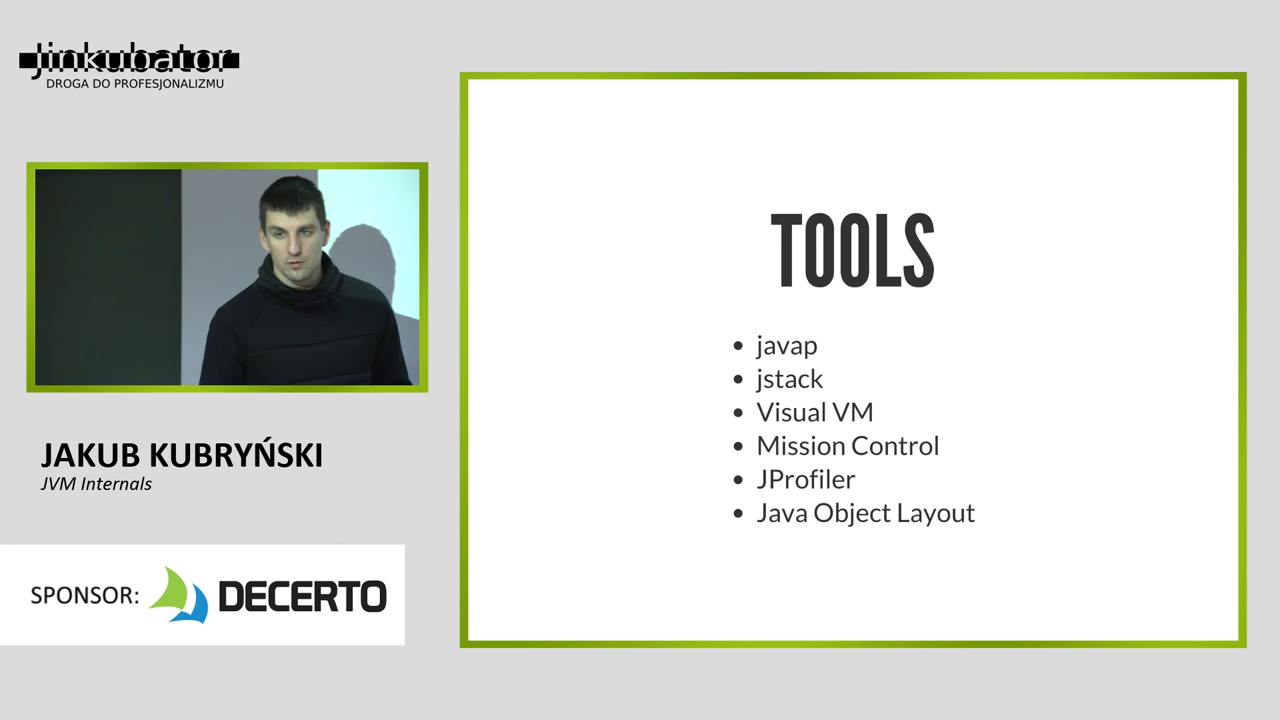 Jinkubator
DROGA DO PROFESJONALIZMU
JAKUB KUBRYŃSKI
JVM Internals
SPONSOR: DECERTO
TOOLS
• javap
• jstack
• Visual VM
• Mission Control
• JProfiler
• Java Object Layout